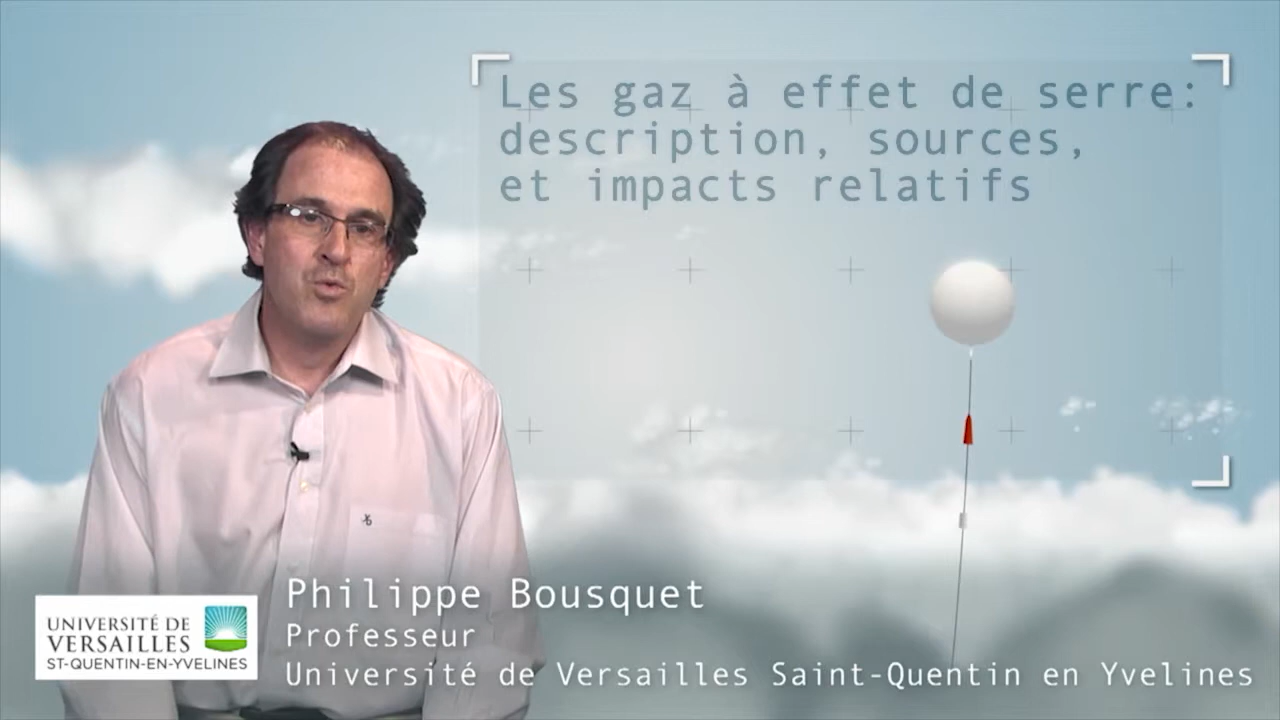 Les gaz à effet de serre:
description, sources,
et impacts relatifs
Philippe Bousquet
Professeur
Université de Versailles Saint-Quentin en Yvelines
UNIVERSITÉ DE
VERSAILLES
ST-QUENTIN-EN-YVELINES